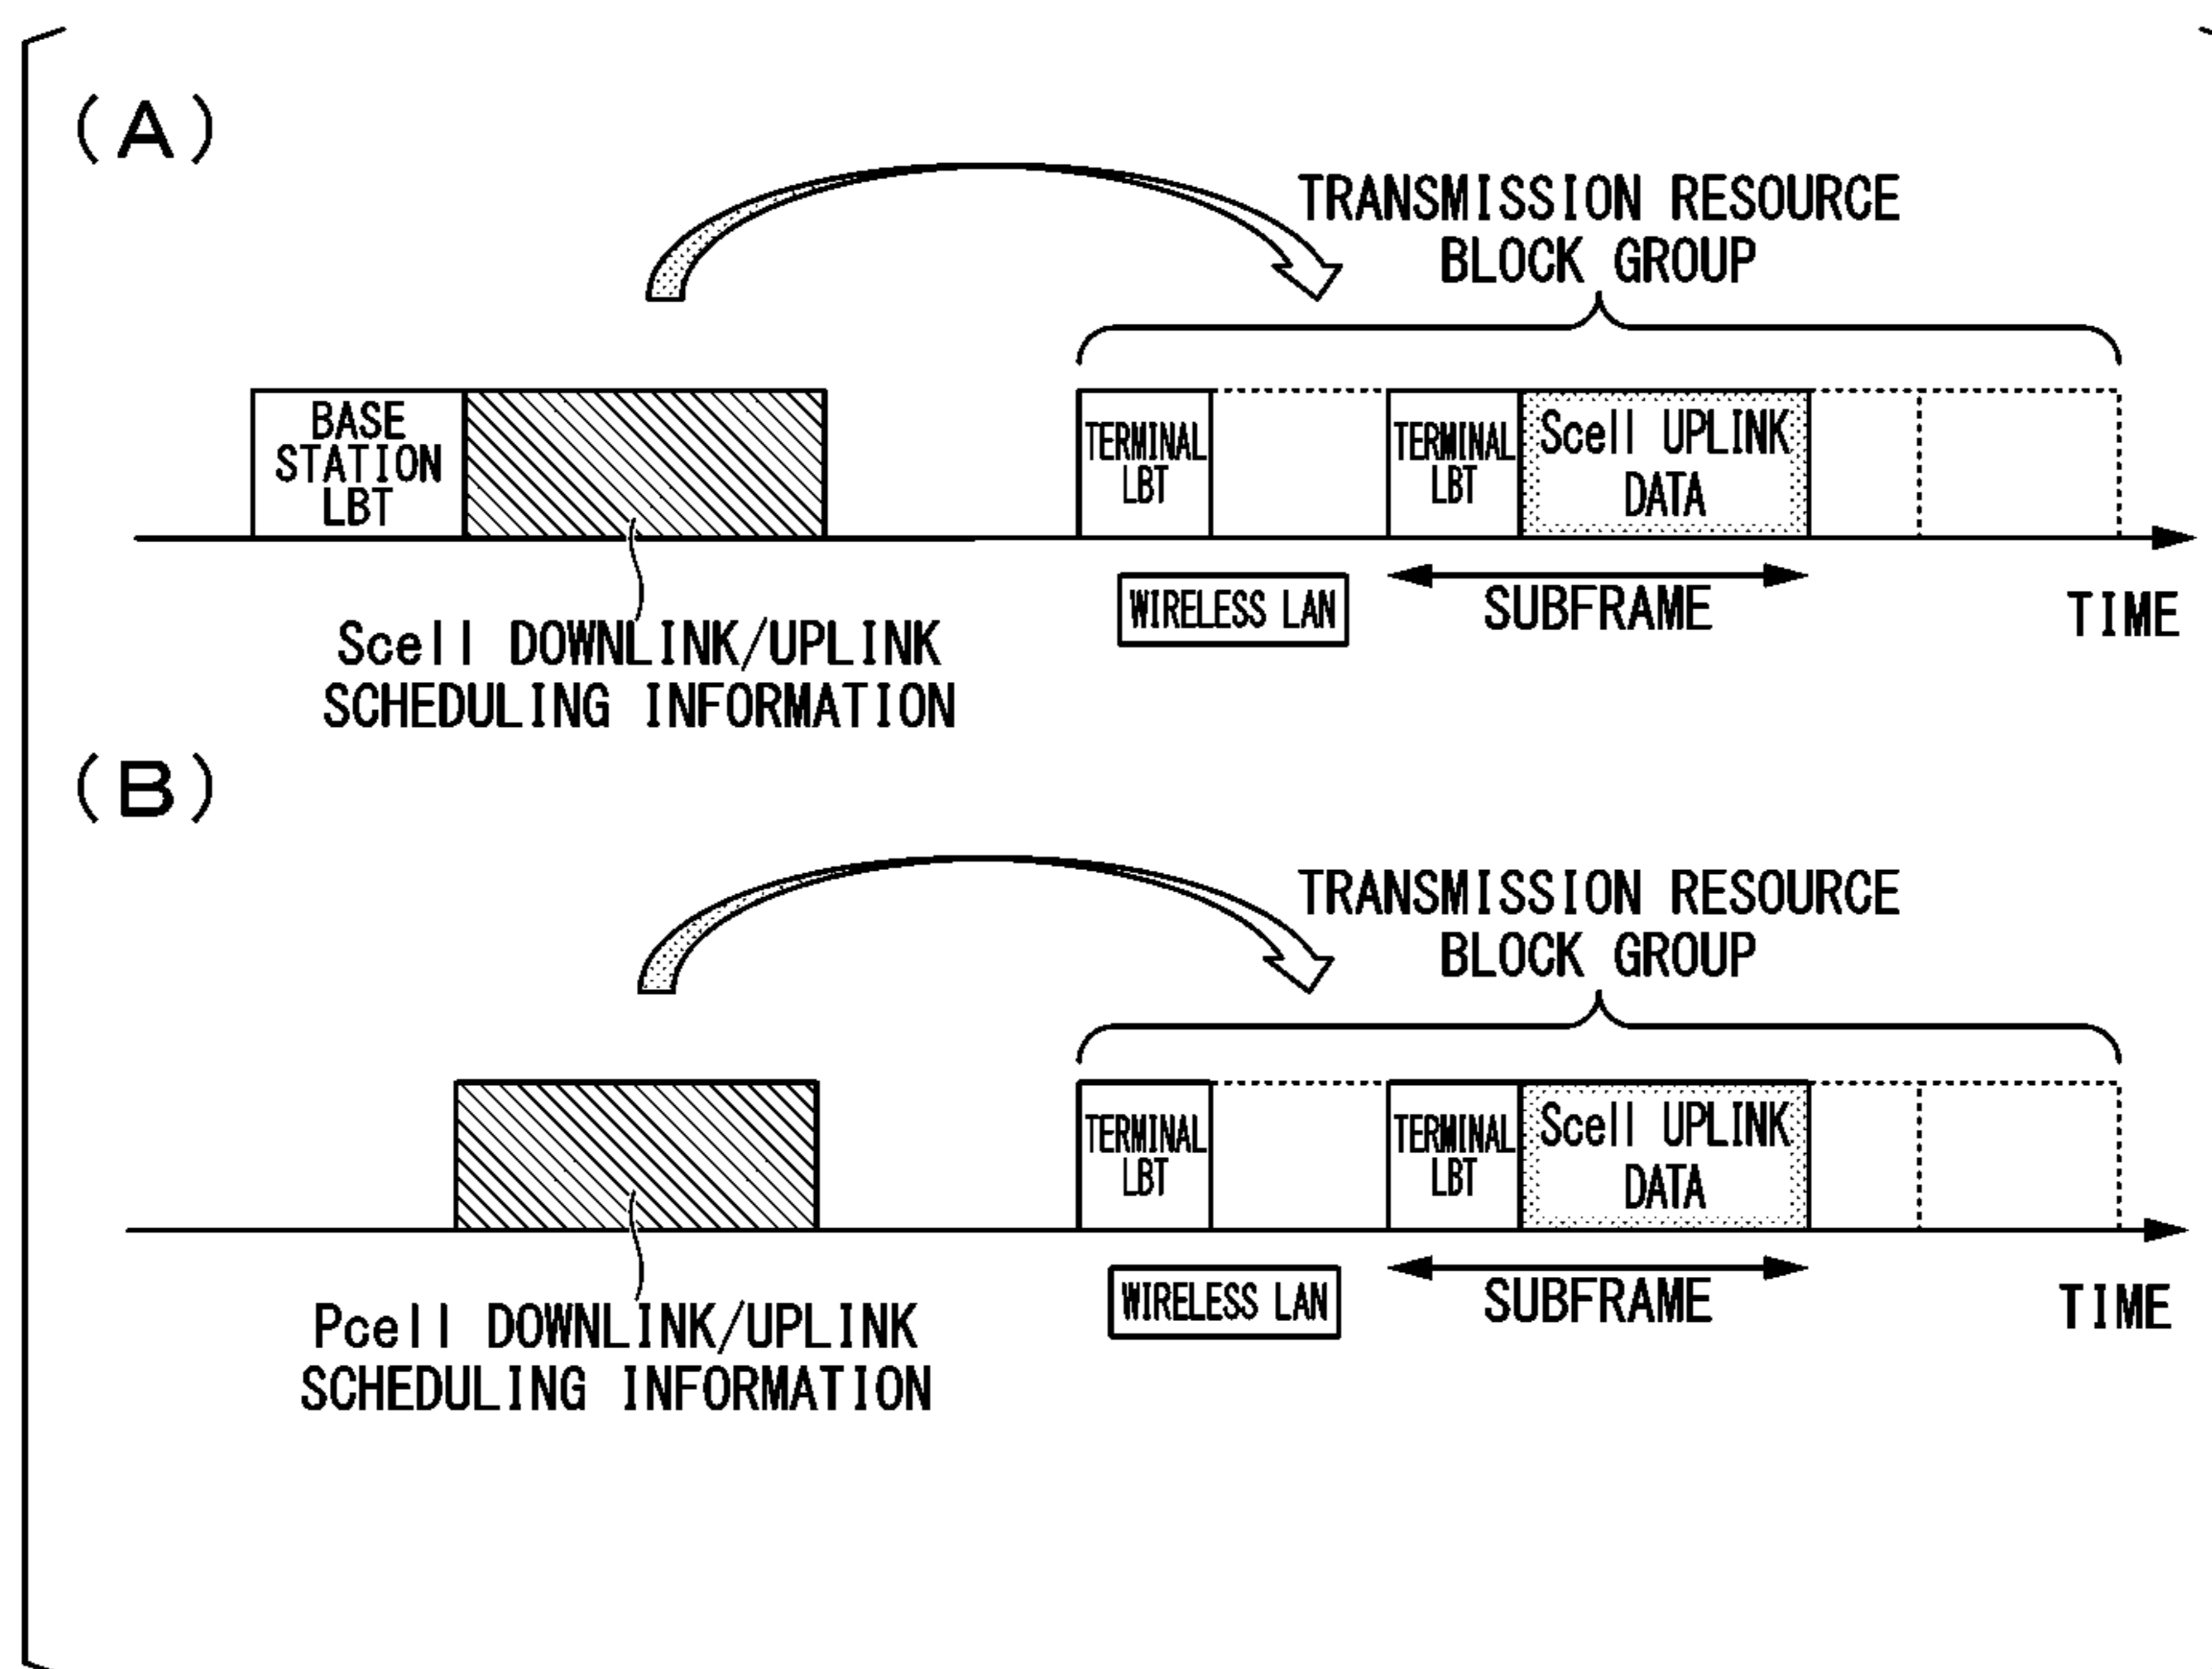 (A)
TRANSMISSION RESOURCE
BLOCK GROUP
BASE
STATION
LBT
TERMINAL
LBT
TERMINAL
LBT
Scell UPLINK
DATA
WIRELESS LAN
SUBFRAME
TIME
Scell DOWNLINK/UPLINK
SCHEDULING INFORMATION
(B)
TRANSMISSION RESOURCE
BLOCK GROUP
TERMINAL
LBT
TERMINAL
LBT
Scell UPLINK
DATA
WIRELESS LAN
SUBFRAME
TIME
Pcell DOWNLINK/UPLINK
SCHEDULING INFORMATION